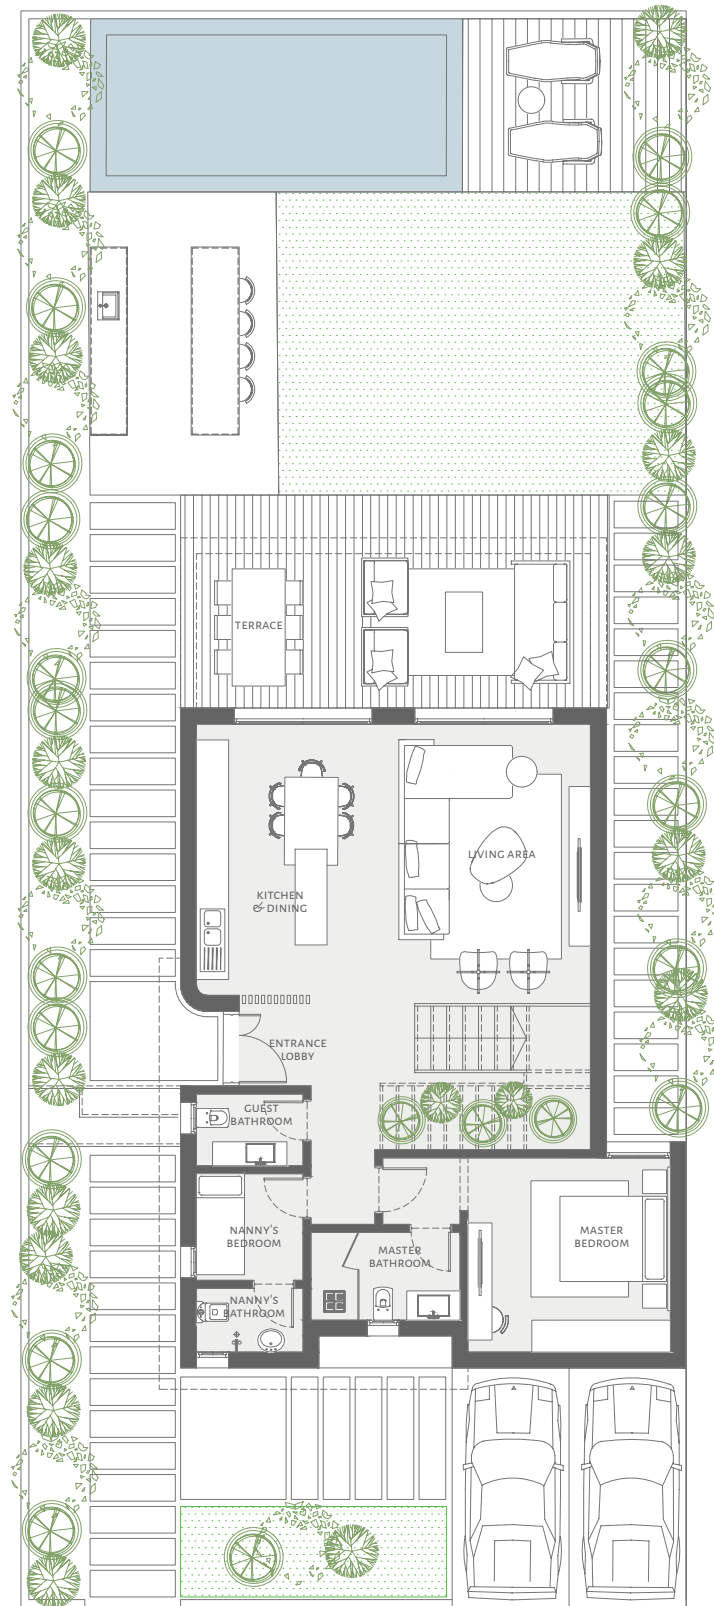 TERRACE
LIVING AREA
KITCHEN
& DINING
ENTRANCE
LOBBY
GUEST
BATHROOM
NANNY'S
BEDROOM
MASTER
BEDROOM
MASTER
BATHROOM
NANNY'S
BATHROOM